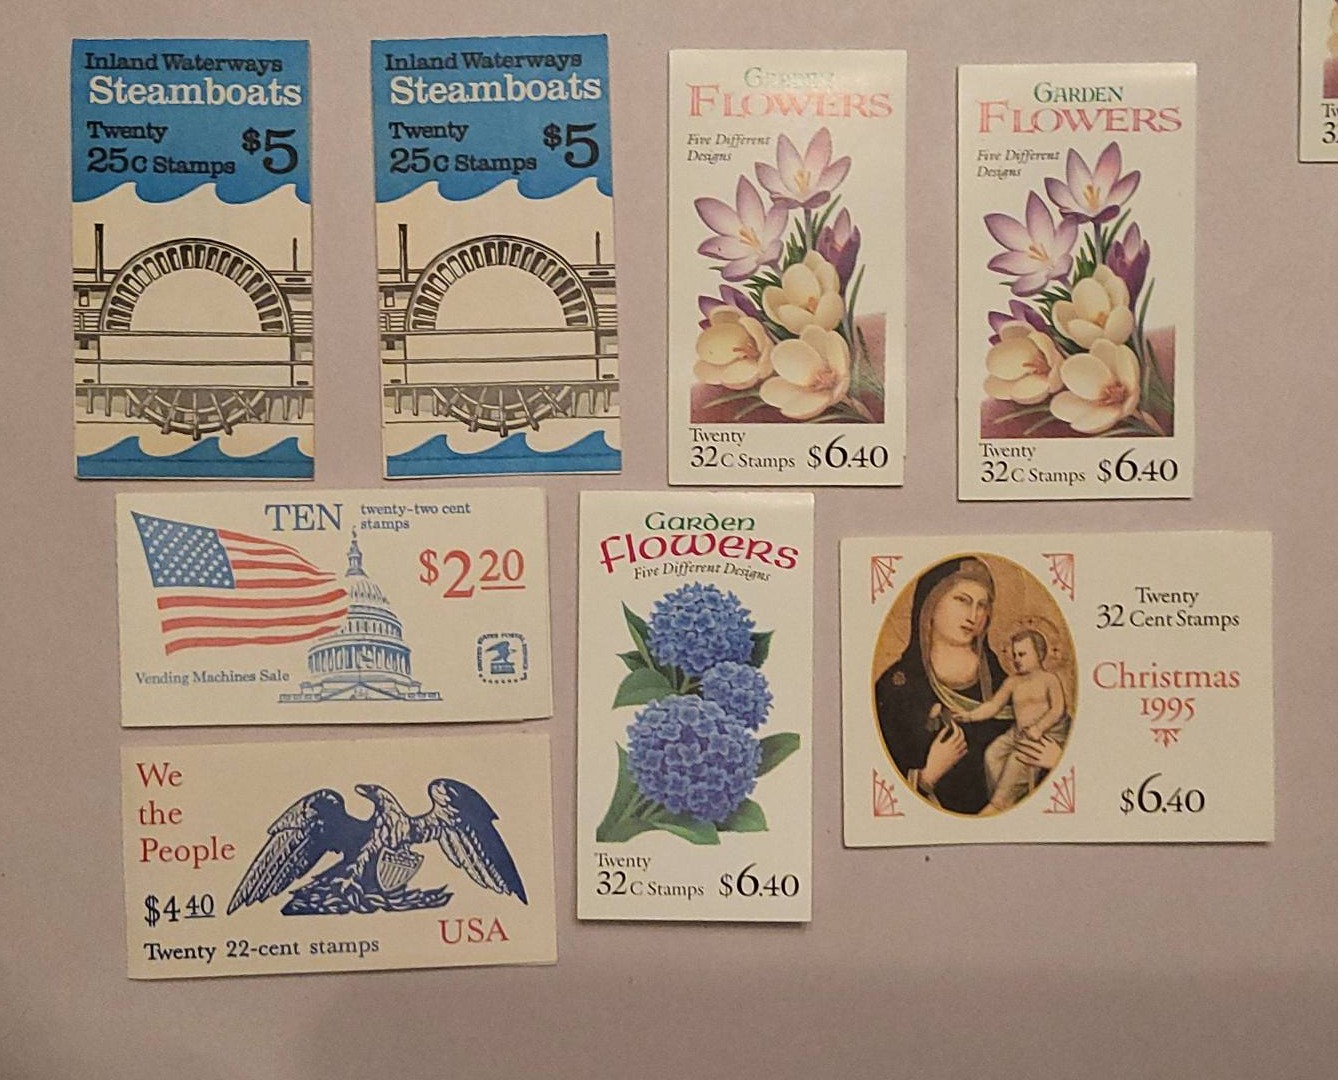 Inland Waterways
Steamboats
Twenty
25c Stamps $5
Inland Waterways
Steamboats
Twenty
25c Stamps $5
GARDEN
FLOWERS
Five Different
Designs
Twenty
32c Stamps $6.40
GARDEN
FLOWERS
Five Different
Designs
Twenty
32c Stamps $6.40
TEN twenty-two cent
stamps
$2.20
Vending Machines Sale
Garden
Flowers
Five Different Designs
Twenty
32c Stamps $6.40
Twenty
32 Cent Stamps
Christmas
1995
$6.40
We
the
People
$4.40
USA
Twenty 22-cent stamps